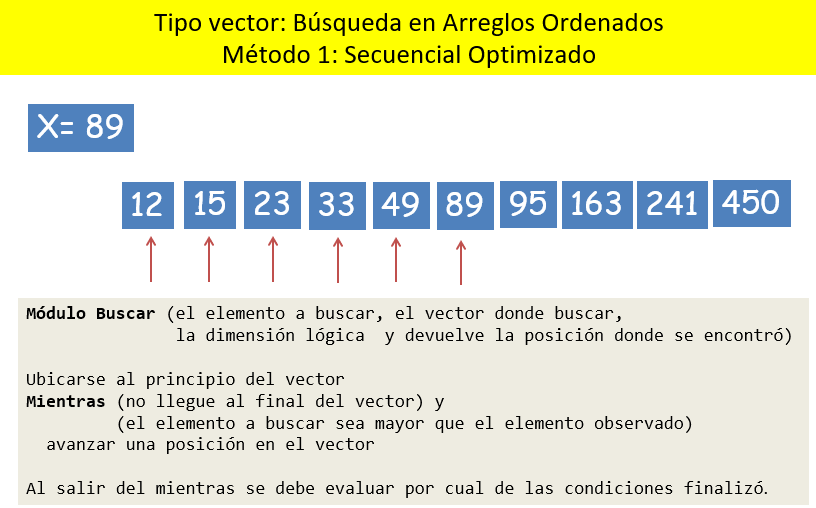 Tipo vector: Búsqueda en Arreglos Ordenados
Método 1: Secuencial Optimizado
X= 89
12 15 23 33 49 89 95 163 241 450
Módulo Buscar (el elemento a buscar, el vector donde buscar,
la dimensión lógica y devuelve la posición donde se encontró)
Ubicarse al principio del vector
Mientras (no llegue al final del vector) y
(el elemento a buscar sea mayor que el elemento observado)
avanzar una posición en el vector
Al salir del mientras se debe evaluar por cual de las condiciones finalizó.